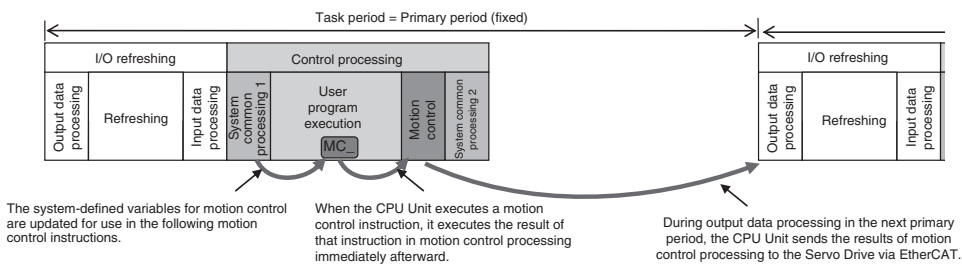 Task period = Primary period (fixed)
I/O refreshing
Control processing
I/O refreshing
Output data
processing
Refreshing
Input data
processing
System
common
processing 1
User
program
execution
MC_
Motion
control
System common
processing 2
Output data
processing
Refreshing
Input data
processing
The system-defined variables for motion control
are updated for use in the following motion
control instructions.
When the CPU Unit executes a motion
control instruction, it executes the result of
that instruction in motion control processing
immediately afterward.
During output data processing in the next primary
period, the CPU Unit sends the results of motion
control processing to the Servo Drive via EtherCAT.